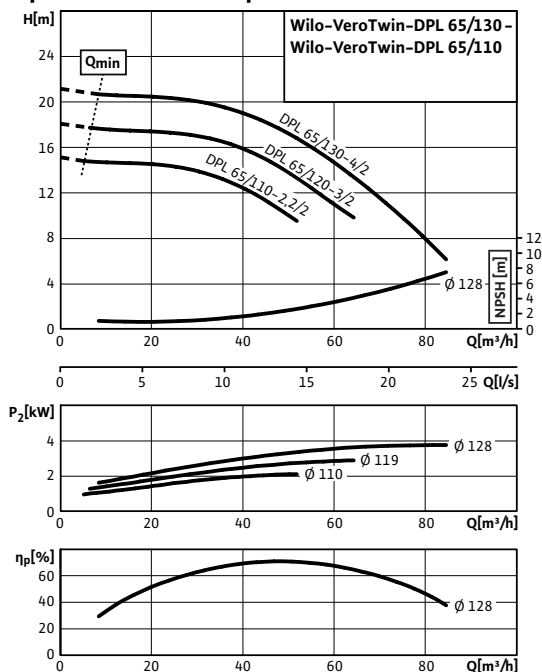 H[m]
Wilo-VeroTwin-DPL 65/130 -
Wilo-VeroTwin-DPL 65/110
24
Qmin
20
DPL 65/130-4/2
16
DPL 65/120-3/2
DPL 65/110-2,2/2
12
8
12
10
8
4
Ø 128
NPSH [m]
6
4
2
0
0
0 20 40 60 80
Q[m³/h]
0 5 10 15 20 25 Q[l/s]
P2[kW]
4
Ø 128
Ø 119
2
Ø 110
0
0 20 40 60 80 Q[m³/h]
ηp[%]
60
40
Ø 128
20
0
0 20 40 60 80 Q[m³/h]